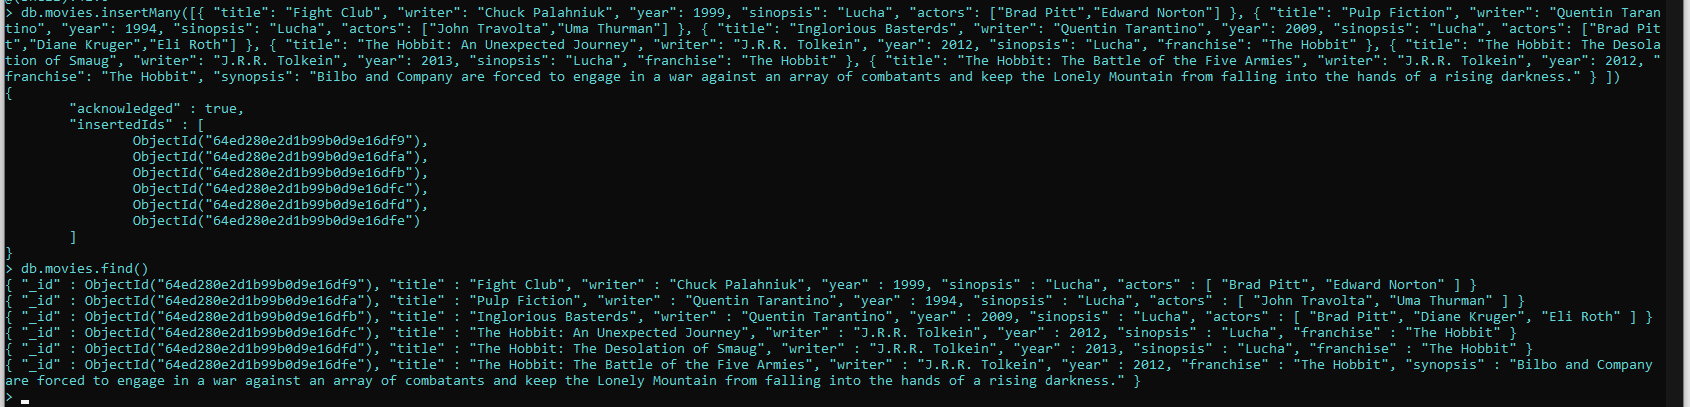 > db.movies.insertMany([{ "title": "Fight Club", "writer": "Chuck Palahniuk", "year": 1999, "sinopsis": "Lucha", "actors": ["Brad Pitt","Edward Norton"] }, { "title": "Pulp Fiction", "writer": "Quentin Taran
tino", "year": 1994, "sinopsis": "Lucha", "actors": ["John Travolta","Uma Thurman"] }, { "title": "Inglorious Basterds", "writer": "Quentin Tarantino", "year": 2009, "sinopsis": "Lucha", "actors": ["Brad Pit
t","Diane Kruger","Eli Roth"] }, { "title": "The Hobbit: An Unexpected Journey", "writer": "J.R.R. Tolkein", "year": 2012, "sinopsis": "Lucha", "franchise": "The Hobbit" }, { "title": "The Hobbit: The Desola
tion of Smaug", "writer": "J.R.R. Tolkein", "year": 2013, "sinopsis": "Lucha", "franchise": "The Hobbit" }, { "title": "The Hobbit: The Battle of the Five Armies", "writer": "J.R.R. Tolkein", "year": 2012, "
franchise": "The Hobbit", "synopsis": "Bilbo and Company are forced to engage in a war against an array of combatants and keep the Lonely Mountain from falling into the hands of a rising darkness." } ])
{
"acknowledged" : true,
"insertedIds" : [
ObjectId("64ed280e2d1b99b0d9e16df9"),
ObjectId("64ed280e2d1b99b0d9e16dfa"),
ObjectId("64ed280e2d1b99b0d9e16dfb"),
ObjectId("64ed280e2d1b99b0d9e16dfc"),
ObjectId("64ed280e2d1b99b0d9e16dfd"),
ObjectId("64ed280e2d1b99b0d9e16dfe")
]
}
> db.movies.find()
{ "_id" : ObjectId("64ed280e2d1b99b0d9e16df9"), "title" : "Fight Club", "writer" : "Chuck Palahniuk", "year" : 1999, "sinopsis" : "Lucha", "actors" : [ "Brad Pitt", "Edward Norton" ] }
{ "_id" : ObjectId("64ed280e2d1b99b0d9e16dfa"), "title" : "Pulp Fiction", "writer" : "Quentin Tarantino", "year" : 1994, "sinopsis" : "Lucha", "actors" : [ "John Travolta", "Uma Thurman" ] }
{ "_id" : ObjectId("64ed280e2d1b99b0d9e16dfb"), "title" : "Inglorious Basterds", "writer" : "Quentin Tarantino", "year" : 2009, "sinopsis" : "Lucha", "actors" : [ "Brad Pitt", "Diane Kruger", "Eli Roth" ] }
{ "_id" : ObjectId("64ed280e2d1b99b0d9e16dfc"), "title" : "The Hobbit: An Unexpected Journey", "writer" : "J.R.R. Tolkein", "year" : 2012, "sinopsis" : "Lucha", "franchise" : "The Hobbit" }
{ "_id" : ObjectId("64ed280e2d1b99b0d9e16dfd"), "title" : "The Hobbit: The Desolation of Smaug", "writer" : "J.R.R. Tolkein", "year" : 2013, "sinopsis" : "Lucha", "franchise" : "The Hobbit" }
{ "_id" : ObjectId("64ed280e2d1b99b0d9e16dfe"), "title" : "The Hobbit: The Battle of the Five Armies", "writer" : "J.R.R. Tolkein", "year" : 2012, "franchise" : "The Hobbit", "synopsis" : "Bilbo and Company
are forced to engage in a war against an array of combatants and keep the Lonely Mountain from falling into the hands of a rising darkness." }
>